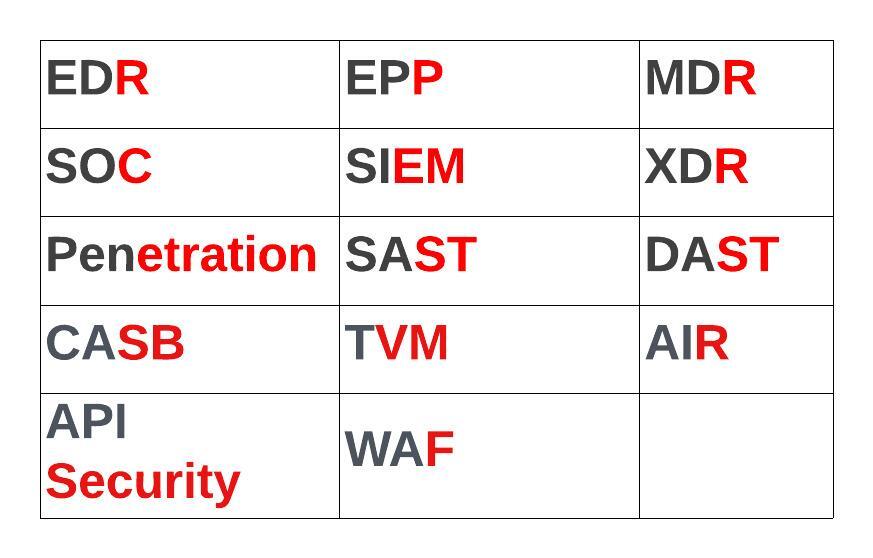 EDR EPP MDR
SOC SIEM XDR
Penetration SAST DAST
CASB TVM AIR
API
Security WAF